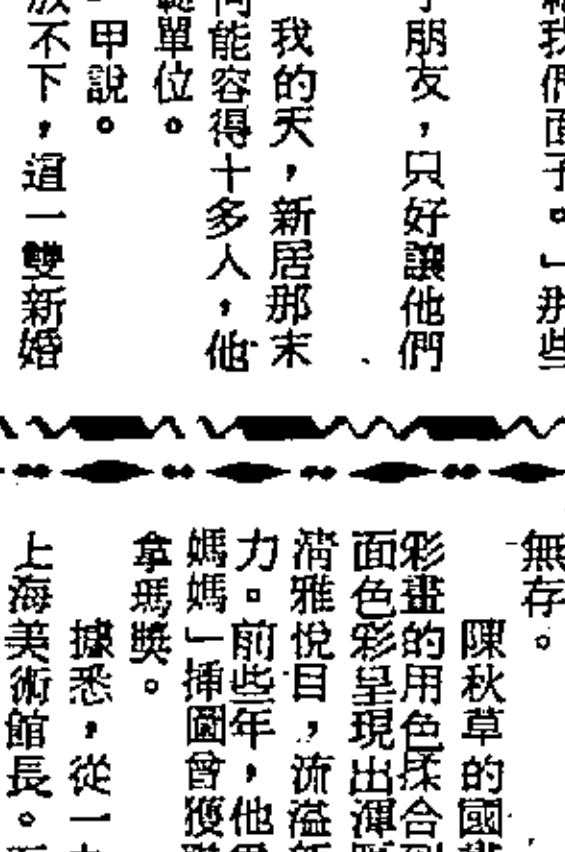 我們面子。」那些
朋友，只好讓他們
我的天，新居那末
能容得十多人，他
單位。
甲說。
不下，這一雙新婚
無存。
陳秋草的國
彩畫的用色揉合到
面色彩呈現出渾
清雅悅目，流溢新
力。前些年，他
媽媽」插圖曾獲
拿瑪獎。
據悉，從一
上海美術館長。